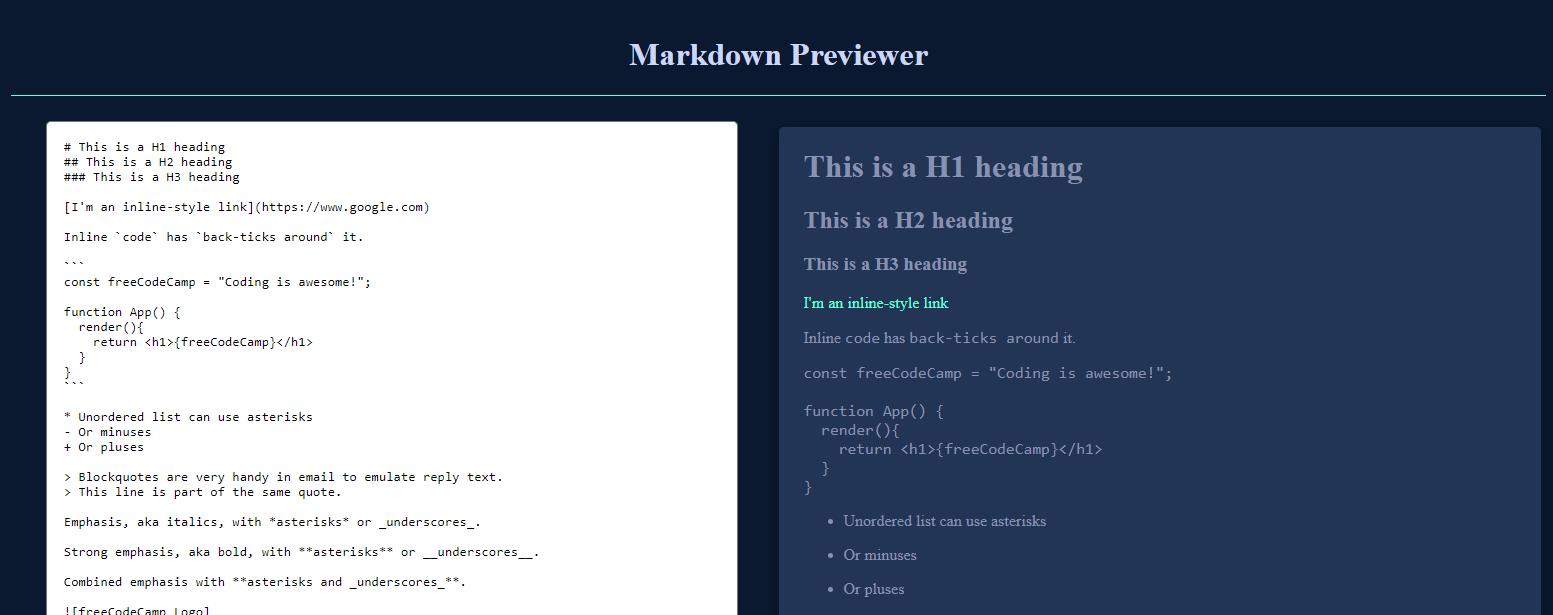 Markdown Previewer
# This is a H1 heading
## This is a H2 heading
### This is a H3 heading
[I'm an inline-style link](https://www.google.com)
Inline `code` has `back-ticks around` it.
```
const freeCodeCamp = "Coding is awesome!";
function App() {
  render(){
    return <h1>{freeCodeCamp}</h1>
  }
}
```
* Unordered list can use asterisks
- Or minuses
+ Or pluses
> Blockquotes are very handy in email to emulate reply text.
> This line is part of the same quote.
Emphasis, aka italics, with *asterisks* or _underscores_.
Strong emphasis, aka bold, with **asterisks** or __underscores__.
Combined emphasis with **asterisks and _underscores_**.
![freeCodeCamp Logo]
This is a H1 heading
This is a H2 heading
This is a H3 heading
I'm an inline-style link
Inline code has back-ticks around it.
const freeCodeCamp = "Coding is awesome!";
function App() {
  render(){
    return <h1>{freeCodeCamp}</h1>
  }
}
• Unordered list can use asterisks
• Or minuses
• Or pluses